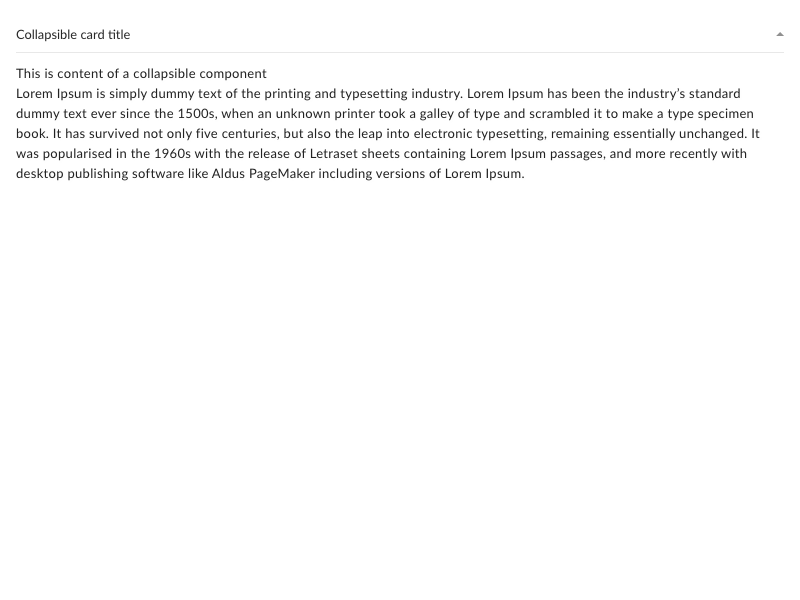 Collapsible card title
This is content of a collapsible component
Lorem Ipsum is simply dummy text of the printing and typesetting industry. Lorem Ipsum has been the industry’s standard
dummy text ever since the 1500s, when an unknown printer took a galley of type and scrambled it to make a type specimen
book. It has survived not only five centuries, but also the leap into electronic typesetting, remaining essentially unchanged. It
was popularised in the 1960s with the release of Letraset sheets containing Lorem Ipsum passages, and more recently with
desktop publishing software like Aldus PageMaker including versions of Lorem Ipsum.